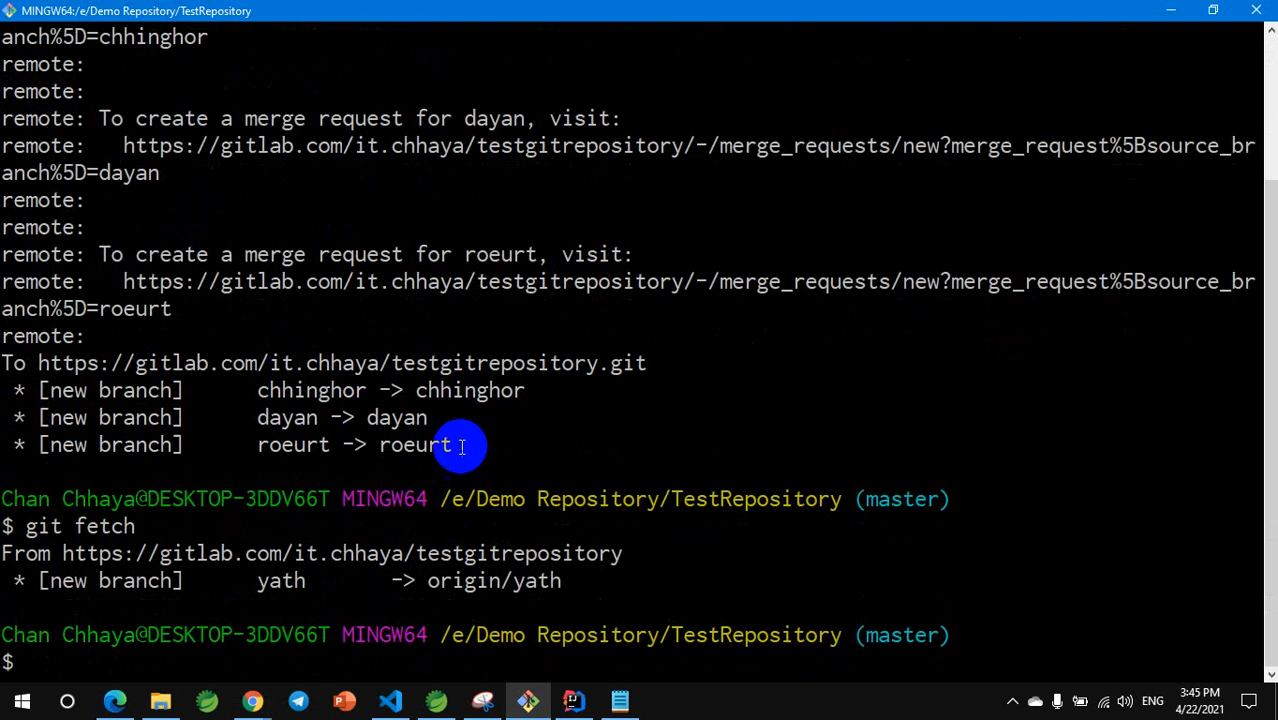 MINGW64:/e/Demo Repository/TestRepository
anch%5D=chhinghor
remote:
remote:
remote: To create a merge request for dayan, visit:
remote:   https://gitlab.com/it.chhaya/testgitrepository/-/merge_requests/new?merge_request%5Bsource_br
anch%5D=dayan
remote:
remote:
remote: To create a merge request for roeurt, visit:
remote:   https://gitlab.com/it.chhaya/testgitrepository/-/merge_requests/new?merge_request%5Bsource_br
anch%5D=roeurt
remote:
To https://gitlab.com/it.chhaya/testgitrepository.git
 * [new branch]      chhinghor -> chhinghor
 * [new branch]      dayan -> dayan
 * [new branch]      roeurt -> roeurt
Chan Chhaya@DESKTOP-3DDV66T MINGW64 /e/Demo Repository/TestRepository (master)
$ git fetch
From https://gitlab.com/it.chhaya/testgitrepository
 * [new branch]      yath       -> origin/yath
Chan Chhaya@DESKTOP-3DDV66T MINGW64 /e/Demo Repository/TestRepository (master)
$
ENG
3:45 PM
4/22/2021